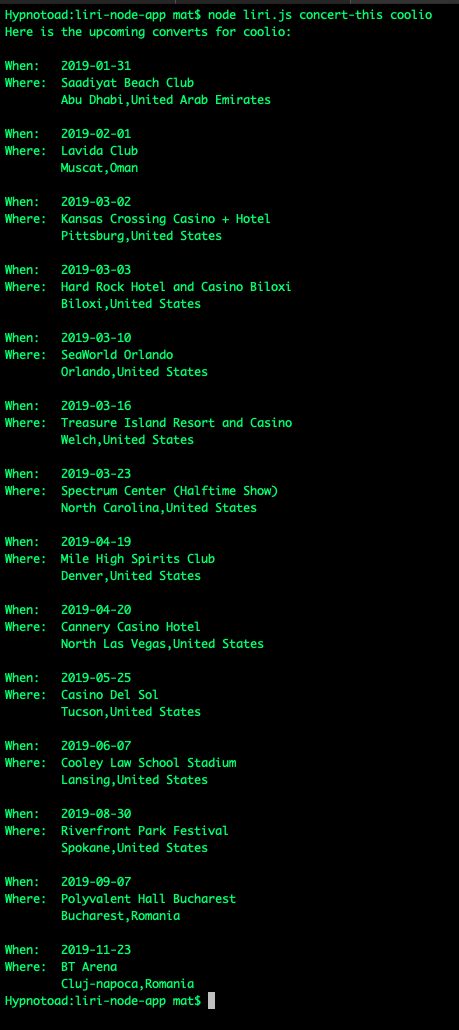 Hypnotoad:liri-node-app mat$ node liri.js concert-this coolio
Here is the upcoming converts for coolio:
When: 2019-01-31
Where: Saadiyat Beach Club
Abu Dhabi,United Arab Emirates
When: 2019-02-01
Where: Lavida Club
Muscat,Oman
When: 2019-03-02
Where: Kansas Crossing Casino + Hotel
Pittsburg,United States
When: 2019-03-03
Where: Hard Rock Hotel and Casino Biloxi
Biloxi,United States
When: 2019-03-10
Where: SeaWorld Orlando
Orlando,United States
When: 2019-03-16
Where: Treasure Island Resort and Casino
Welch,United States
When: 2019-03-23
Where: Spectrum Center (Halftime Show)
North Carolina,United States
When: 2019-04-19
Where: Mile High Spirits Club
Denver,United States
When: 2019-04-20
Where: Cannery Casino Hotel
North Las Vegas,United States
When: 2019-05-25
Where: Casino Del Sol
Tucson,United States
When: 2019-06-07
Where: Cooley Law School Stadium
Lansing,United States
When: 2019-08-30
Where: Riverfront Park Festival
Spokane,United States
When: 2019-09-07
Where: Polyvalent Hall Bucharest
Bucharest,Romania
When: 2019-11-23
Where: BT Arena
Cluj-napoca,Romania
Hypnotoad:liri-node-app mat$